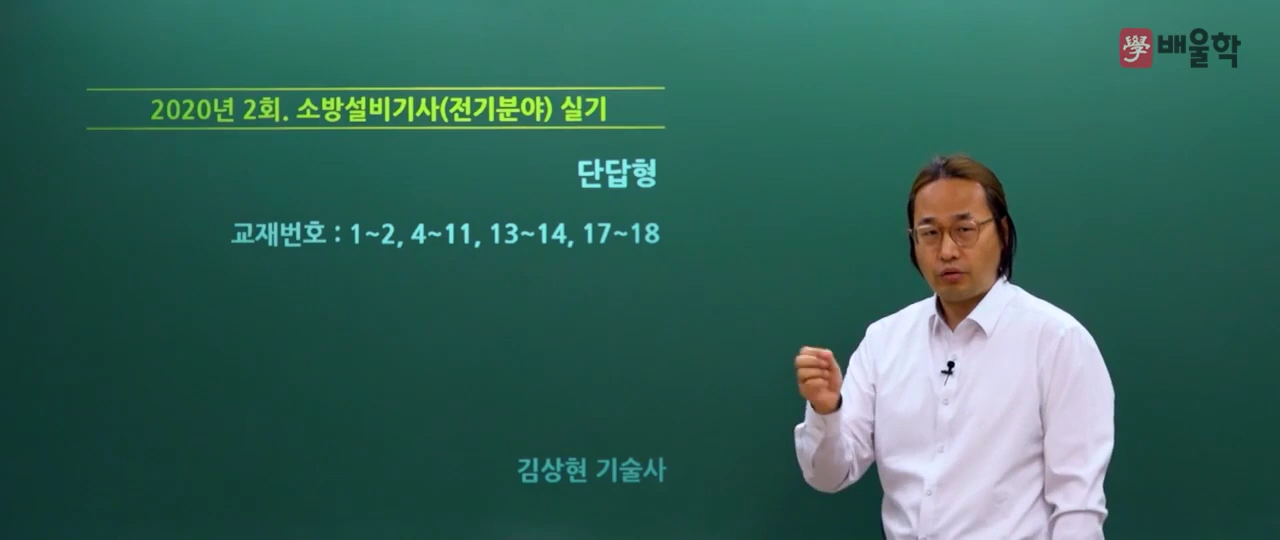 學 배울학
2020년 2회. 소방설비기사(전기분야) 실기
단답형
교재번호 : 1~2, 4~11, 13~14, 17~18
김상현 기술사